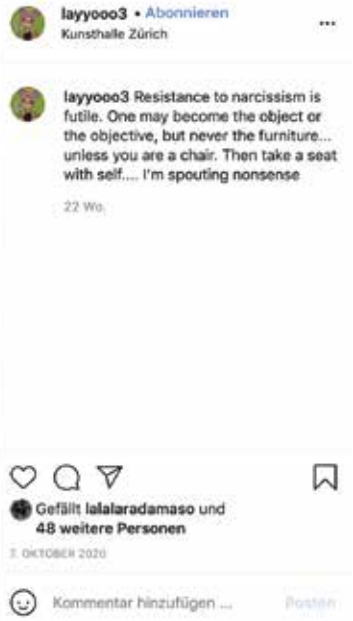 layyooo3 • Abonnieren
Kunsthalle Zürich
layyooo3 Resistance to narcissism is
futile. One may become the object or
the objective, but never the furniture...
unless you are a chair. Then take a seat
with self.... I'm spouting nonsense
22 Wo.
Gefällt lalalaradamaso und
48 weitere Personen
7. OKTOBER 2020
Kommentar hinzufügen ...
Posten